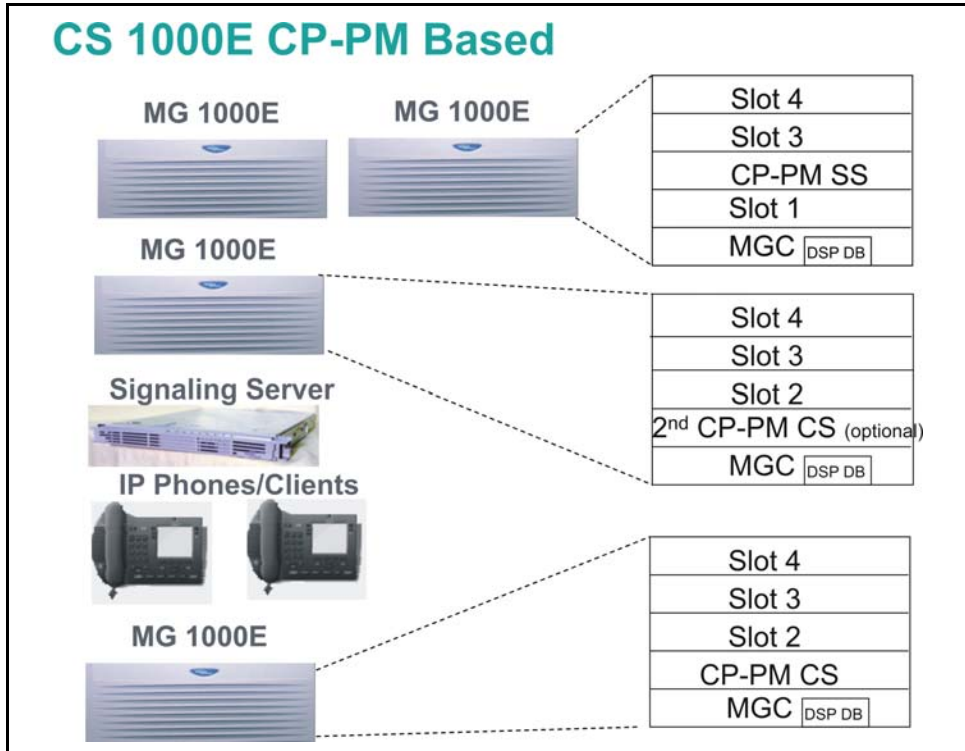 CS 1000E CP-PM Based
MG 1000E
MG 1000E
Slot 4
Slot 3
CP-PM SS
Slot 1
MGC DSP DB
MG 1000E
Slot 4
Slot 3
Slot 2
2nd CP-PM CS (optional)
MGC DSP DB
Signaling Server
IP Phones/Clients
MG 1000E
Slot 4
Slot 3
Slot 2
CP-PM CS
MGC DSP DB